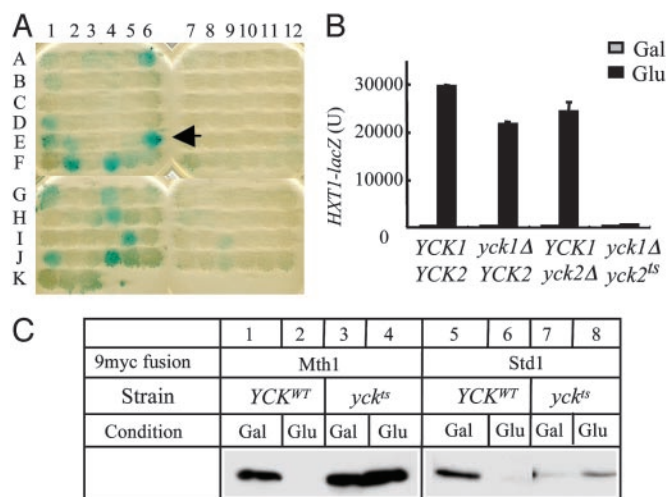 A
1 2 3 4 5 6 7 8 9 10 11 12
A
B
C
D
E
F
G
H
I
J
K
B
Gal
Glu
HXT1-lacZ (U)
30000
20000
10000
0
YCK1 yck1Δ YCK1 yck1Δ
YCK2 YCK2 yck2Δ yck2ts
C
1 2 3 4 5 6 7 8
9myc fusion Mth1 Std1
Strain YCKWT yckts YCKWT yckts
Condition Gal Glu Gal Glu Gal Glu Gal Glu